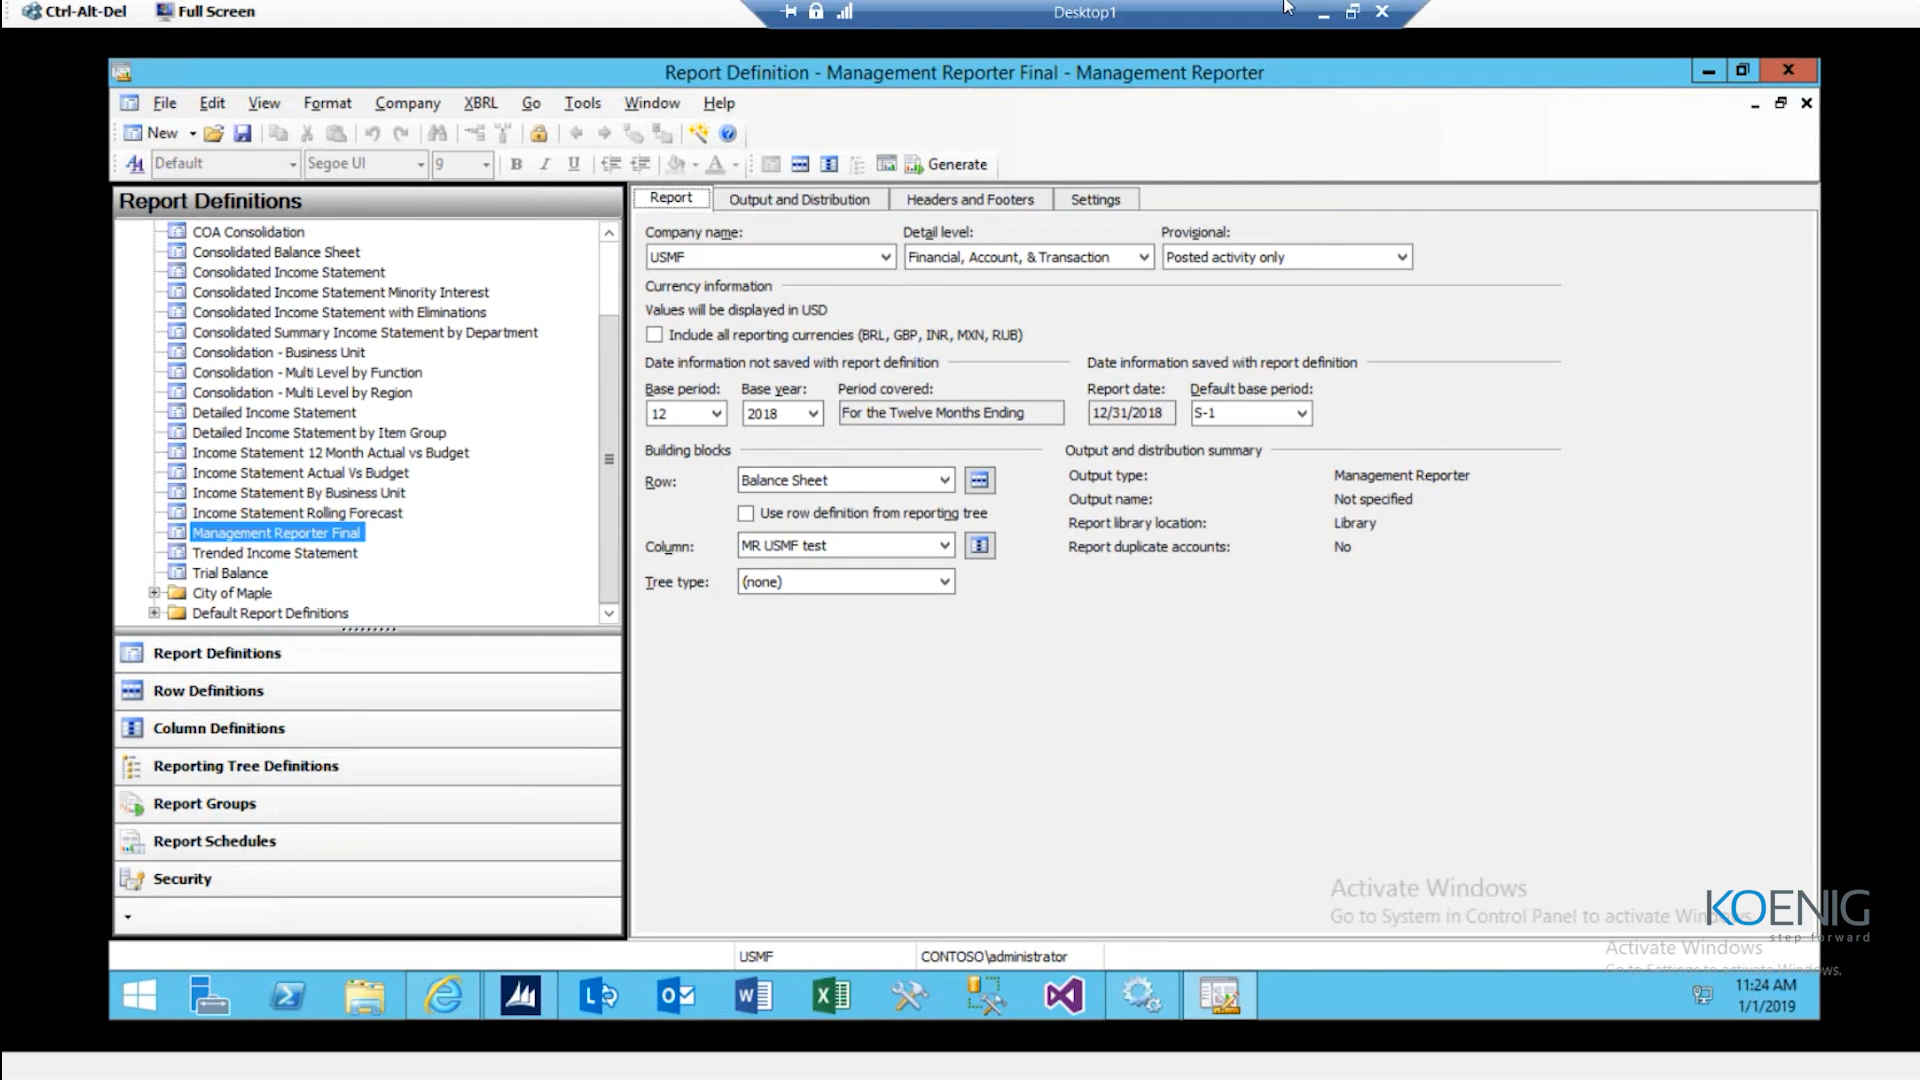 Ctrl-Alt-Del Full Screen Desktop1
Report Definition - Management Reporter Final - Management Reporter
File Edit View Format Company XBRL Go Tools Window Help
New
Default Segoe UI 9 B I U A Generate
Report Definitions
COA Consolidation
Consolidated Balance Sheet
Consolidated Income Statement
Consolidated Income Statement Minority Interest
Consolidated Income Statement with Eliminations
Consolidated Summary Income Statement by Department
Consolidation - Business Unit
Consolidation - Multi Level by Function
Consolidation - Multi Level by Region
Detailed Income Statement
Detailed Income Statement by Item Group
Income Statement 12 Month Actual vs Budget
Income Statement Actual Vs Budget
Income Statement By Business Unit
Income Statement Rolling Forecast
Management Reporter Final
Trended Income Statement
Trial Balance
City of Maple
Default Report Definitions
Report Definitions
Row Definitions
Column Definitions
Reporting Tree Definitions
Report Groups
Report Schedules
Security
Report Output and Distribution Headers and Footers Settings
Company name: Detail level: Provisional:
USMF Financial, Account, & Transaction Posted activity only
Currency information
Values will be displayed in USD
Include all reporting currencies (BRL, GBP, INR, MXN, RUB)
Date information not saved with report definition Date information saved with report definition
Base period: Base year: Period covered: Report date: Default base period:
12 2018 For the Twelve Months Ending 12/31/2018 S-1
Building blocks Output and distribution summary
Row: Balance Sheet
Use row definition from reporting tree
Column: MR USMF test
Tree type: (none)
Output type: Management Reporter
Output name: Not specified
Report library location: Library
Report duplicate accounts: No
Activate Windows
Go to System in Control Panel to activate Windows.
KOENIG
step forward
Activate Windows
Go to Settings to activate Windows.
USMF CONTOSO\administrator
11:24 AM
1/1/2019